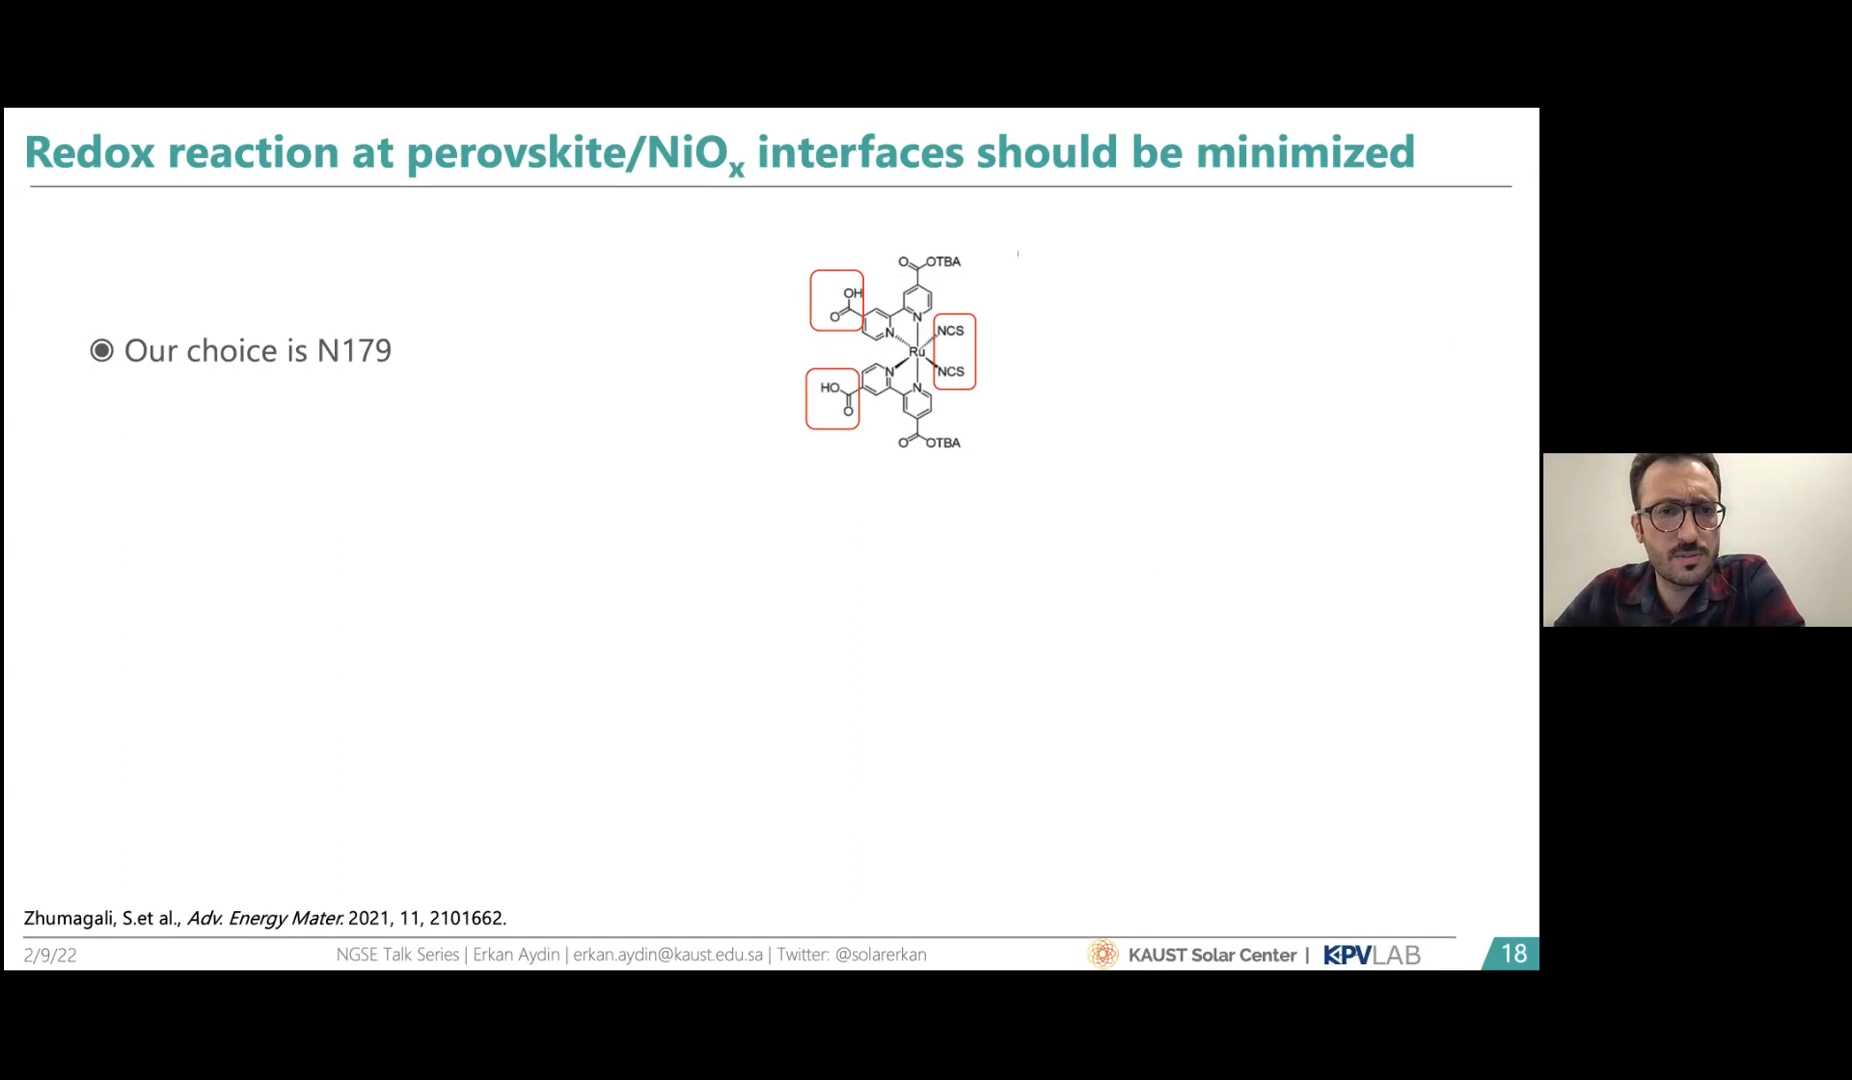 Redox reaction at perovskite/NiOx interfaces should be minimized
Our choice is N179
O OTBA
OH
O
N
N
NCS
Ru
NCS
N
N
HO
O
O OTBA
Zhumagali, S.et al., Adv. Energy Mater. 2021, 11, 2101662.
2/9/22 NGSE Talk Series | Erkan Aydin | erkan.aydin@kaust.edu.sa | Twitter: @solarerkan KAUST Solar Center | KPVLAB 18